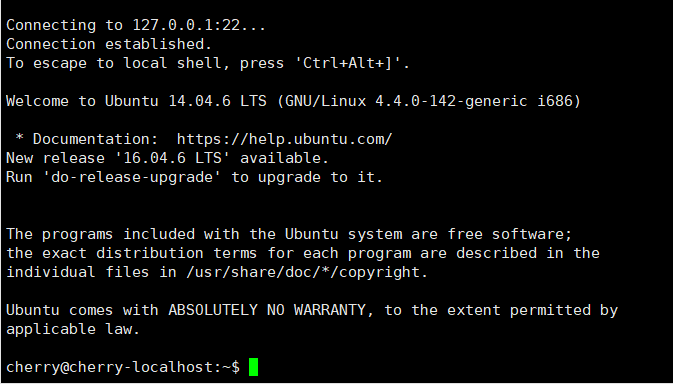 Connecting to 127.0.0.1:22...
Connection established.
To escape to local shell, press 'Ctrl+Alt+]'.
Welcome to Ubuntu 14.04.6 LTS (GNU/Linux 4.4.0-142-generic i686)
* Documentation:  https://help.ubuntu.com/
New release '16.04.6 LTS' available.
Run 'do-release-upgrade' to upgrade to it.
The programs included with the Ubuntu system are free software;
the exact distribution terms for each program are described in the
individual files in /usr/share/doc/*/copyright.
Ubuntu comes with ABSOLUTELY NO WARRANTY, to the extent permitted by
applicable law.
cherry@cherry-localhost:~$